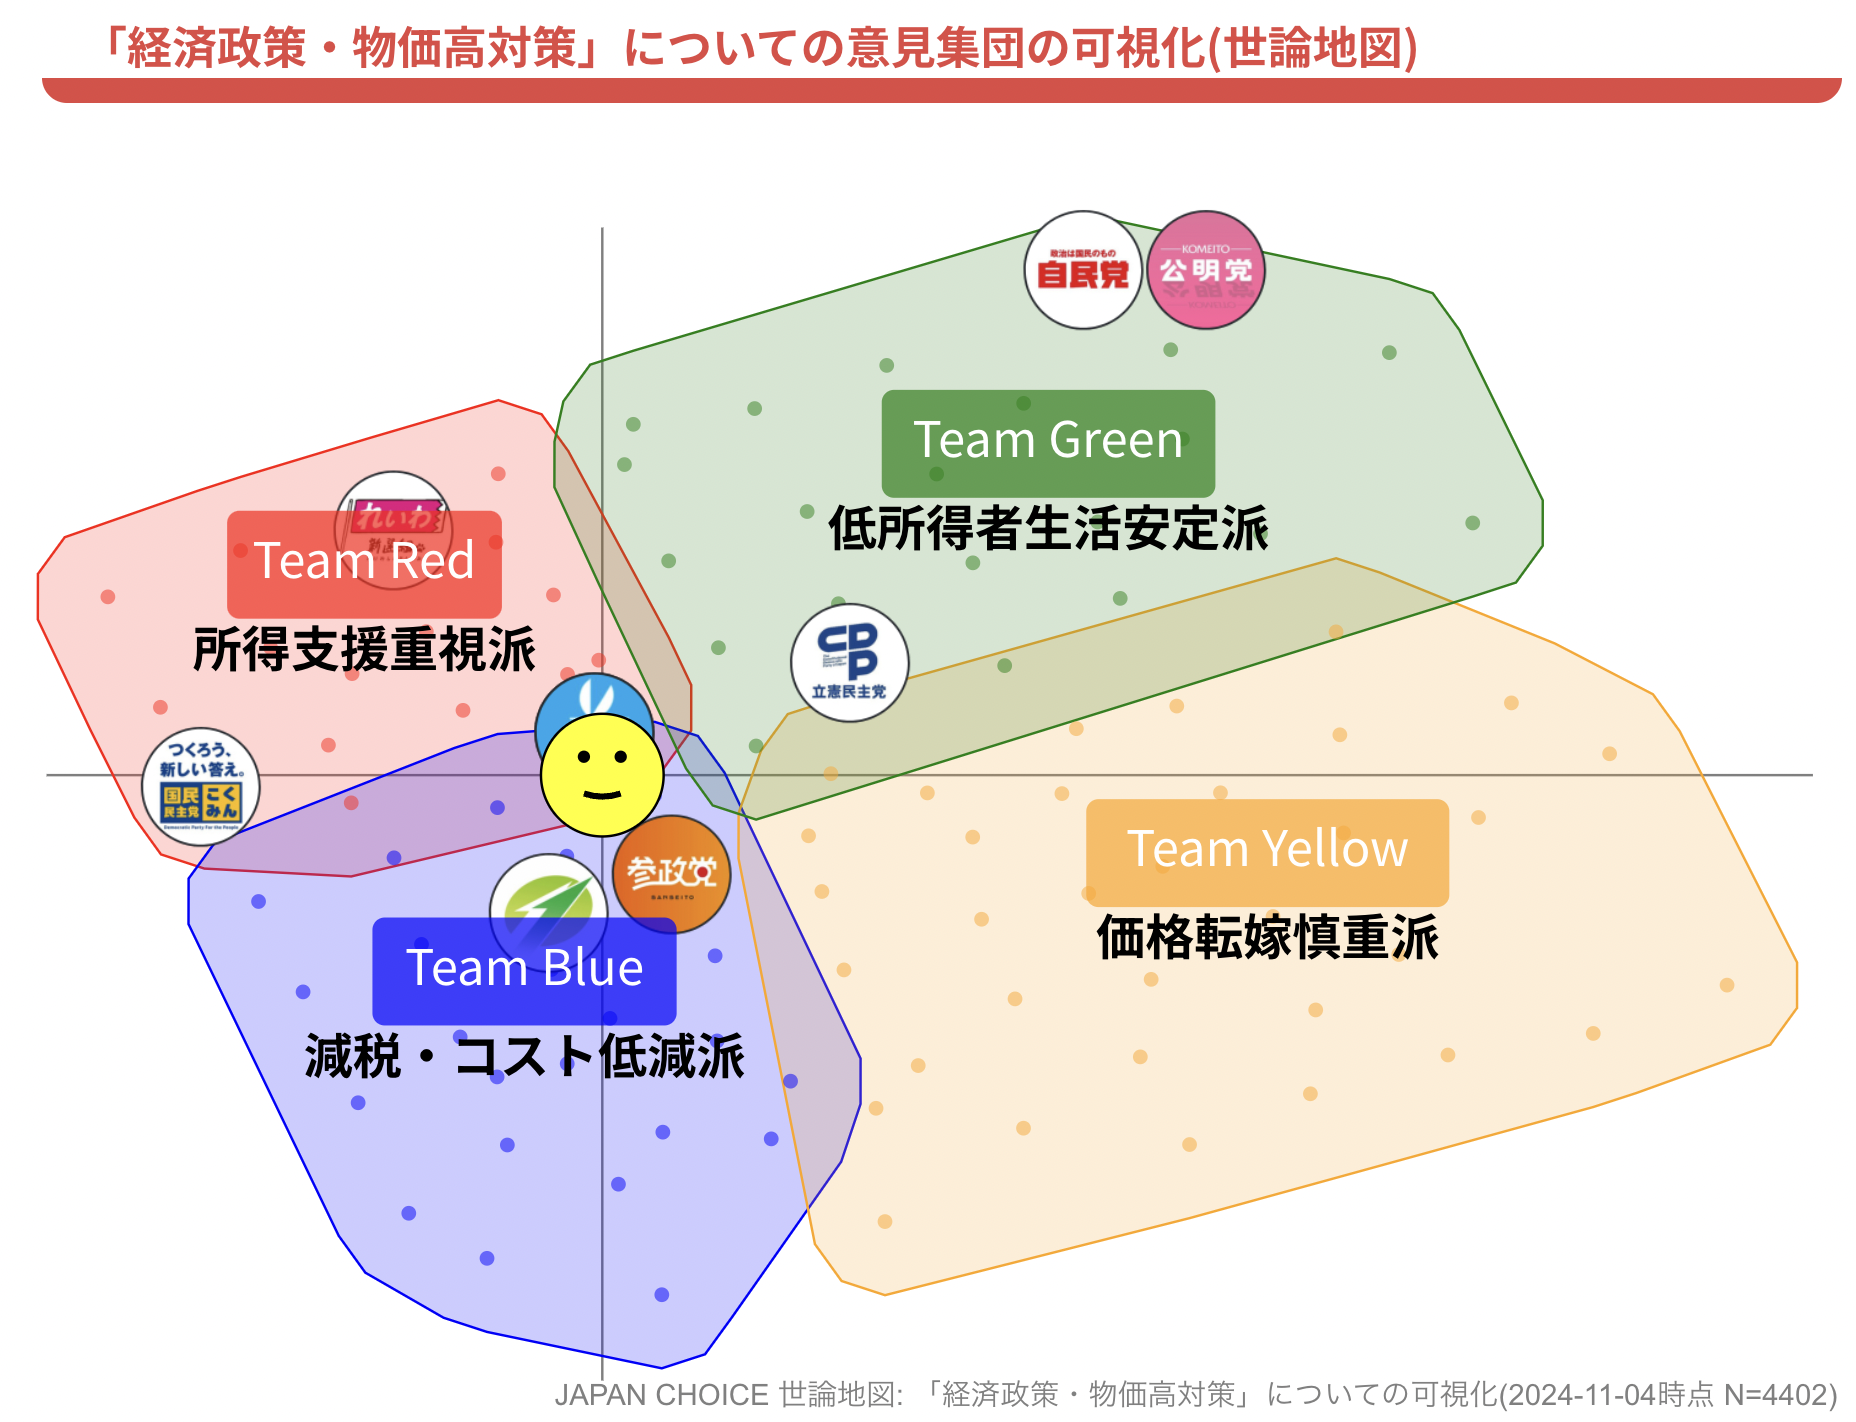 「経済政策・物価高対策」についての意見集団の可視化(世論地図)
政治は国民のもの
自民党
KOMEITO
公明党
Team Green
低所得者生活安定派
れいわ
Team Red
所得支援重視派
CDP
立憲民主党
つくろう、
新しい答え。
国民
民主党
こく
みん
Democratic Party For the People
Team Yellow
価格転嫁慎重派
参政党
SANSEITO
Team Blue
減税・コスト低減派
JAPAN CHOICE 世論地図: 「経済政策・物価高対策」についての可視化(2024-11-04時点 N=4402)